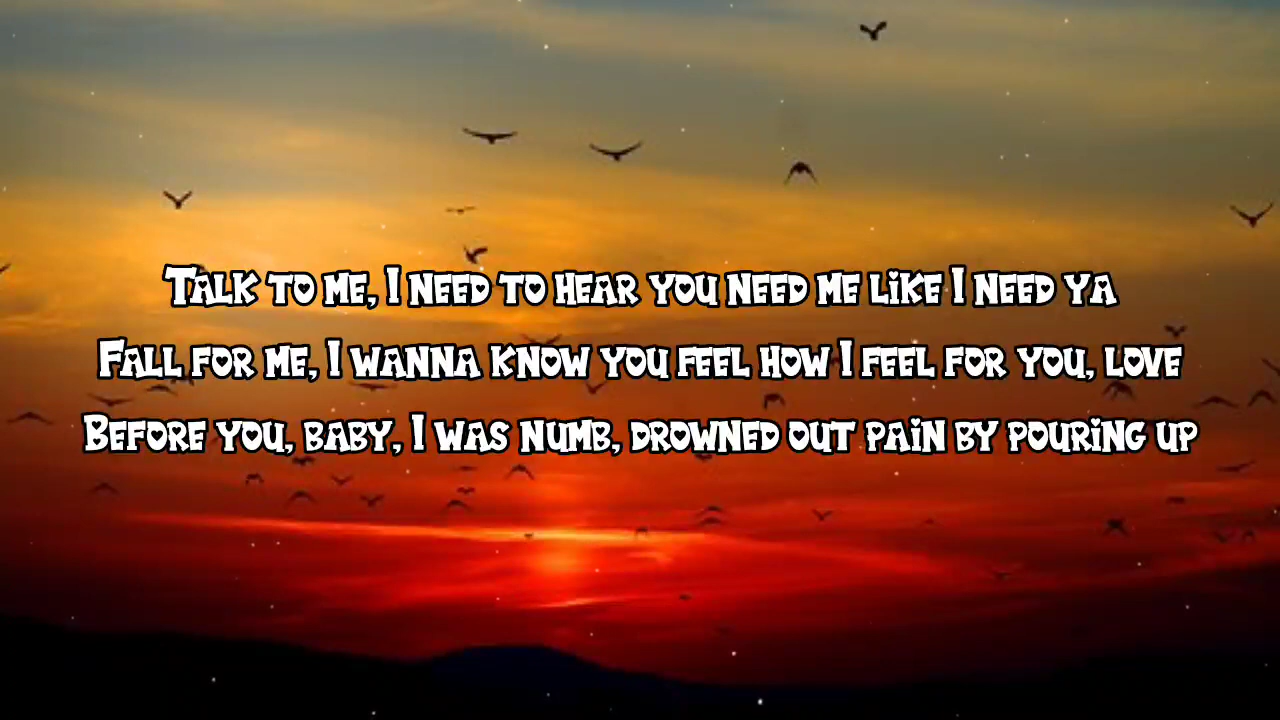 Talk to me, I need to hear you need me like I need ya
Fall for me, I wanna know you feel how I feel for you, love
Before you, baby, I was numb, drowned out pain by pouring up